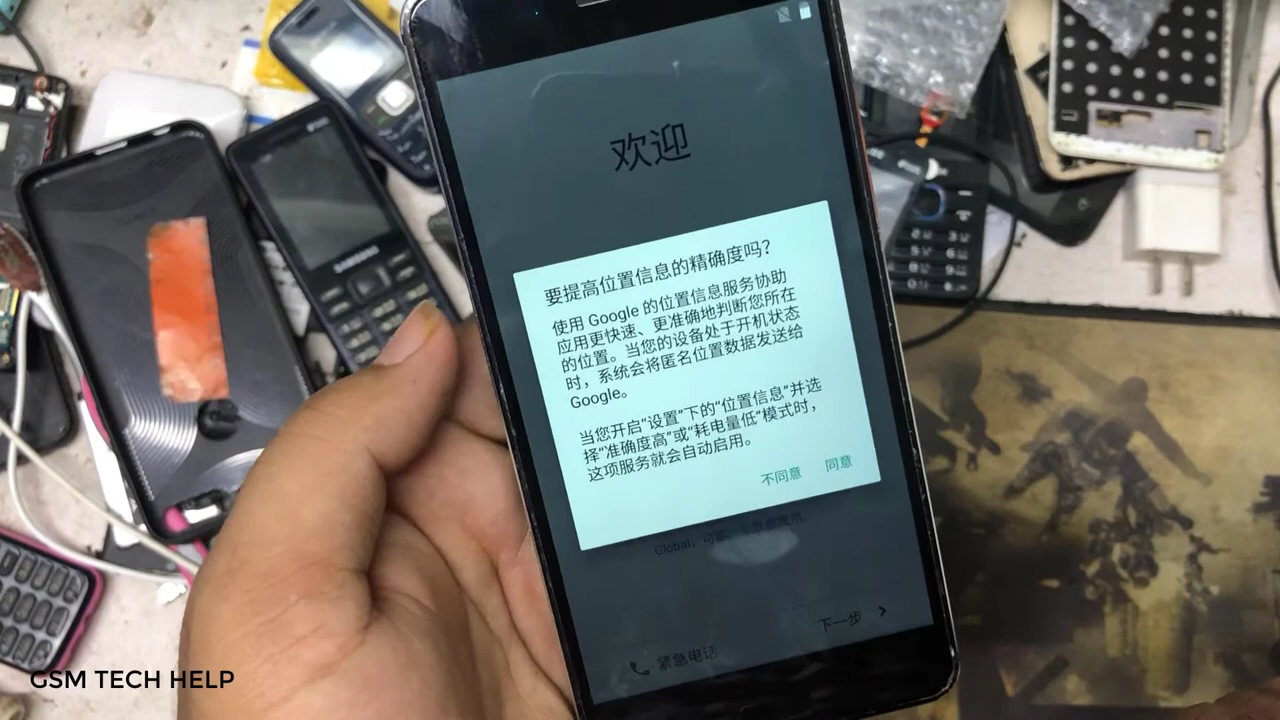 欢迎
要提高位置信息的精确度吗？
使用 Google 的位置信息服务协助
应用更快速、更准确地判断您所在
的位置。当您的设备处于开机状态
时，系统会将匿名位置数据发送给
Google。
当您开启“设置”下的“位置信息”并选
择“准确度高”或“耗电量低”模式时，
这项服务就会自动启用。
不同意 同意
Global，
下一步
紧急电话
SAMSUNG
GSM TECH HELP